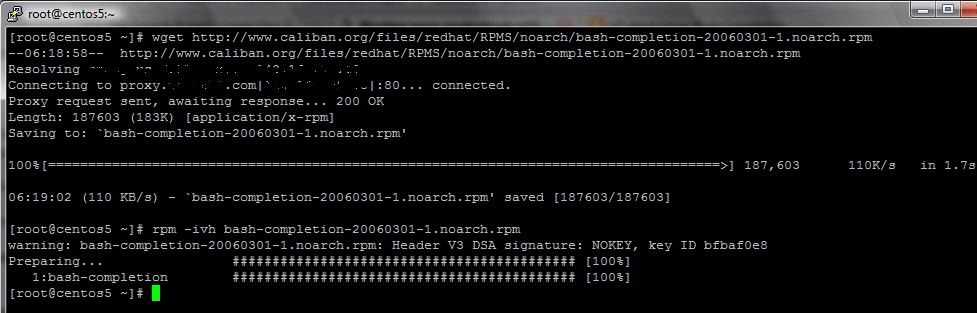 root@centos5:~
[root@centos5 ~]# wget http://www.caliban.org/files/redhat/RPMS/noarch/bash-completion-20060301-1.noarch.rpm
--06:18:58--  http://www.caliban.org/files/redhat/RPMS/noarch/bash-completion-20060301-1.noarch.rpm
Resolving
Connecting to proxy. .com| |:80... connected.
Proxy request sent, awaiting response... 200 OK
Length: 187603 (183K) [application/x-rpm]
Saving to: `bash-completion-20060301-1.noarch.rpm'
100%[=====================================================================================>] 187,603     110K/s   in 1.7s
06:19:02 (110 KB/s) - `bash-completion-20060301-1.noarch.rpm' saved [187603/187603]
[root@centos5 ~]# rpm -ivh bash-completion-20060301-1.noarch.rpm
warning: bash-completion-20060301-1.noarch.rpm: Header V3 DSA signature: NOKEY, key ID bfbaf0e8
Preparing...                ########################################### [100%]
   1:bash-completion        ########################################### [100%]
[root@centos5 ~]#